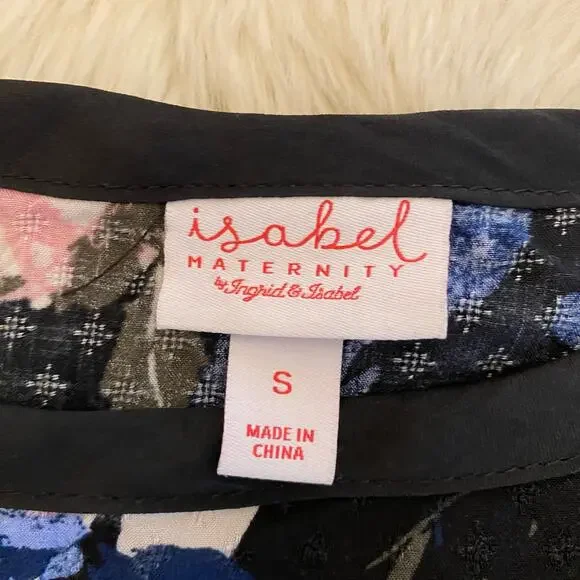 isabel
MATERNITY
by Ingrid & Isabel
S
MADE IN
CHINA